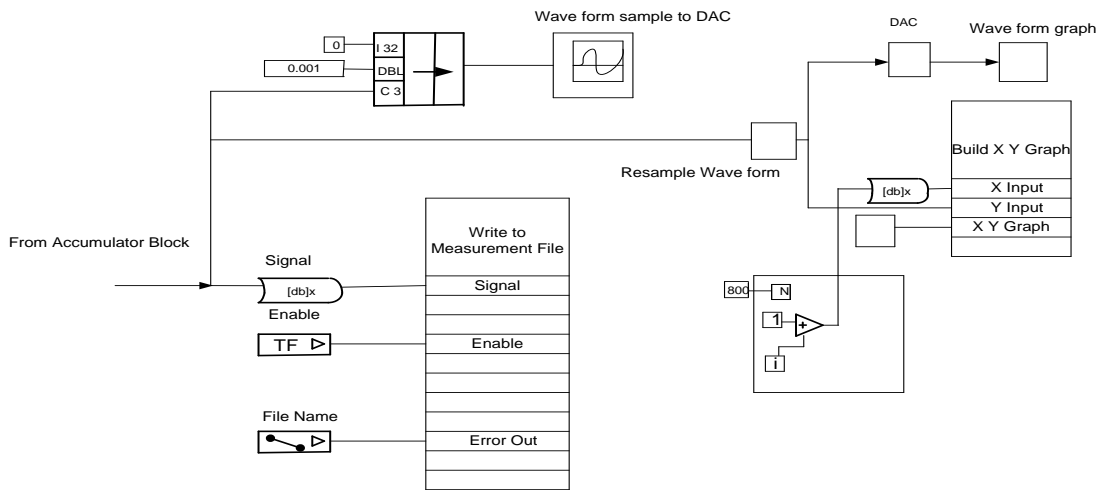 Wave form sample to DAC
DAC
Wave form graph
0
I 32
0.001
DBL
C 3
Build X Y Graph
Resample Wave form
[db]x
X Input
Y Input
X Y Graph
From Accumulator Block
Write to
Measurement File
Signal
[db]x
Signal
Enable
800
N
1
+
i
TF
Enable
File Name
Error Out